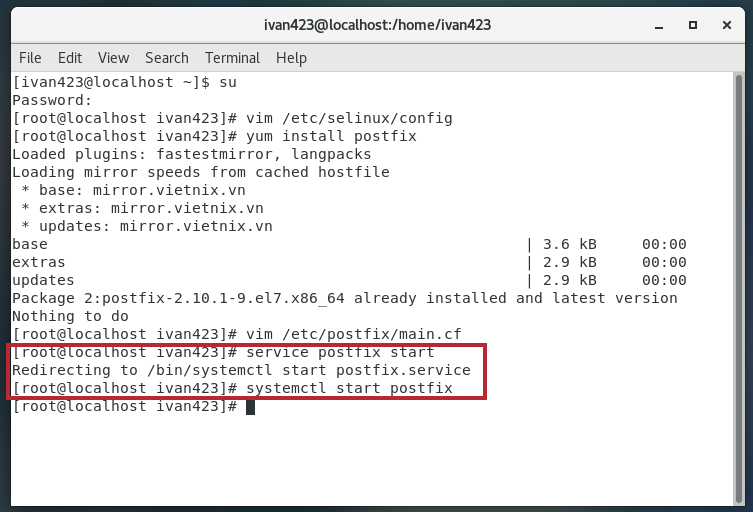 ivan423@localhost:/home/ivan423
File Edit View Search Terminal Help
[ivan423@localhost ~]$ su
Password:
[root@localhost ivan423]# vim /etc/selinux/config
[root@localhost ivan423]# yum install postfix
Loaded plugins: fastestmirror, langpacks
Loading mirror speeds from cached hostfile
 * base: mirror.vietnix.vn
 * extras: mirror.vietnix.vn
 * updates: mirror.vietnix.vn
base | 3.6 kB 00:00
extras | 2.9 kB 00:00
updates | 2.9 kB 00:00
Package 2:postfix-2.10.1-9.el7.x86_64 already installed and latest version
Nothing to do
[root@localhost ivan423]# vim /etc/postfix/main.cf
[root@localhost ivan423]# service postfix start
Redirecting to /bin/systemctl start postfix.service
[root@localhost ivan423]# systemctl start postfix
[root@localhost ivan423]#